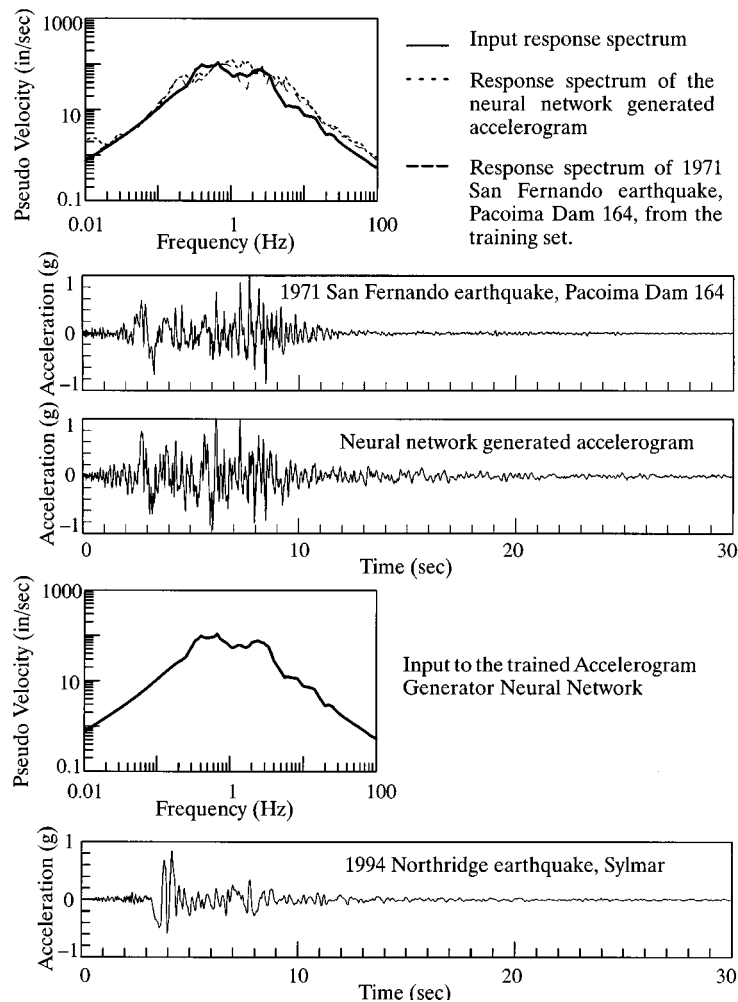 Pseudo Velocity (in/sec)
1000
10
0.1
0.01
1
100
Frequency (Hz)
Input response spectrum
Response spectrum of the
neural network generated
accelerogram
Response spectrum of 1971
San Fernando earthquake,
Pacoima Dam 164, from the
training set.
Acceleration (g)
1
0
−1
1971 San Fernando earthquake, Pacoima Dam 164
Acceleration (g)
1
0
−1
Neural network generated accelerogram
0
10
20
30
Time (sec)
Pseudo Velocity (in/sec)
1000
10
0.1
0.01
1
100
Frequency (Hz)
Input to the trained Accelerogram
Generator Neural Network
Acceleration (g)
1
0
−1
1994 Northridge earthquake, Sylmar
0
10
20
30
Time (sec)